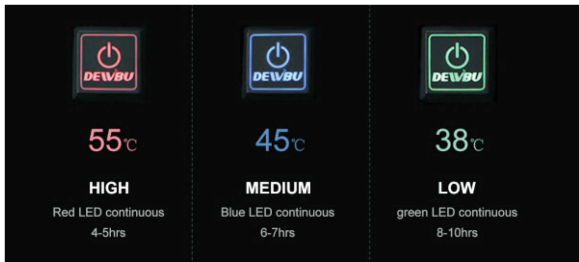 DEWBU
55℃
HIGH
Red LED continuous
4-5hrs
DEWBU
45℃
MEDIUM
Blue LED continuous
6-7hrs
DEWBU
38℃
LOW
green LED continuous
8-10hrs